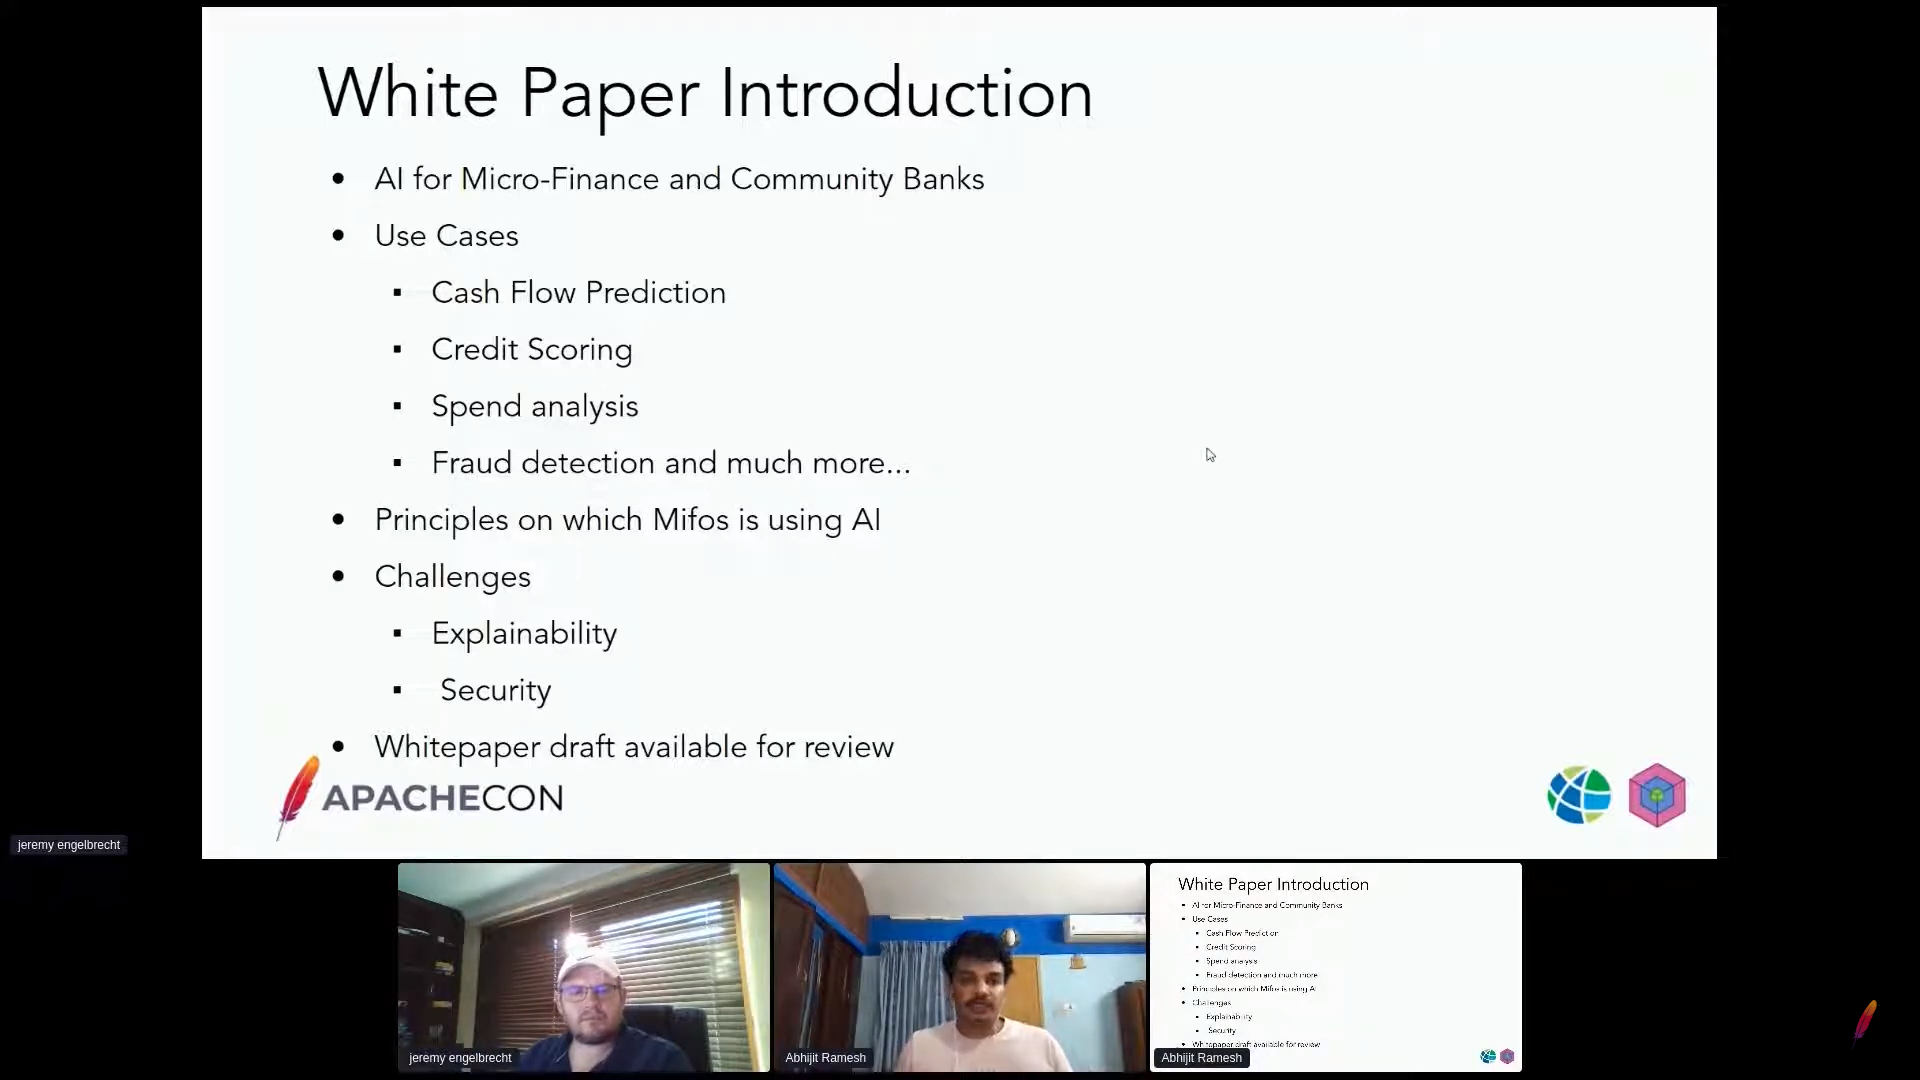 White Paper Introduction
• AI for Micro-Finance and Community Banks
• Use Cases
▪ Cash Flow Prediction
▪ Credit Scoring
▪ Spend analysis
▪ Fraud detection and much more...
• Principles on which Mifos is using AI
• Challenges
▪ Explainability
▪ Security
• Whitepaper draft available for review
APACHECON
jeremy engelbrecht
jeremy engelbrecht
Abhijit Ramesh
White Paper Introduction
• AI for Micro-Finance and Community Banks
• Use Cases
• Cash Flow Prediction
• Credit Scoring
• Spend analysis
• Fraud detection and much more
• Principles on which Mifos is using AI
• Challenges
• Explainability
• Security
• Whitepaper draft available for review
Abhijit Ramesh